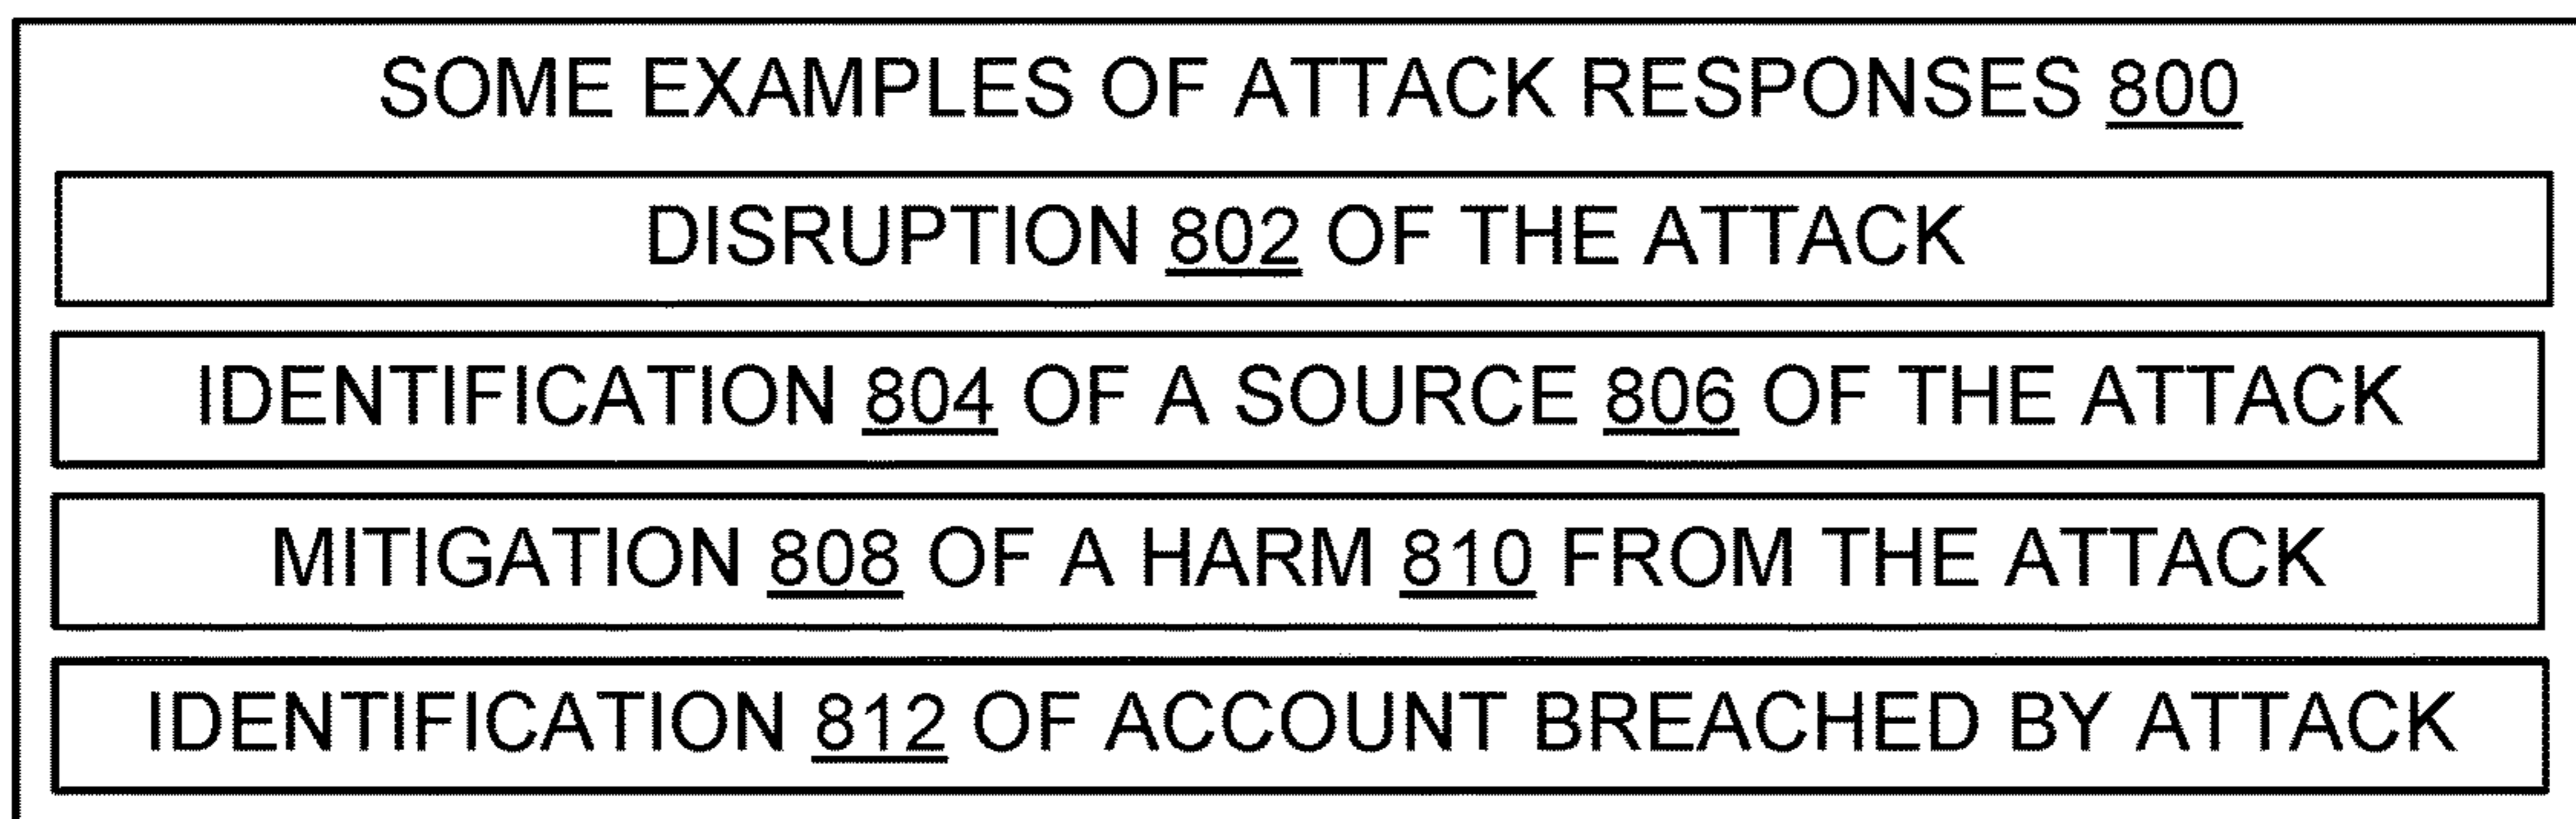 SOME EXAMPLES OF ATTACK RESPONSES 800
DISRUPTION 802 OF THE ATTACK
IDENTIFICATION 804 OF A SOURCE 806 OF THE ATTACK
MITIGATION 808 OF A HARM 810 FROM THE ATTACK
IDENTIFICATION 812 OF ACCOUNT BREACHED BY ATTACK